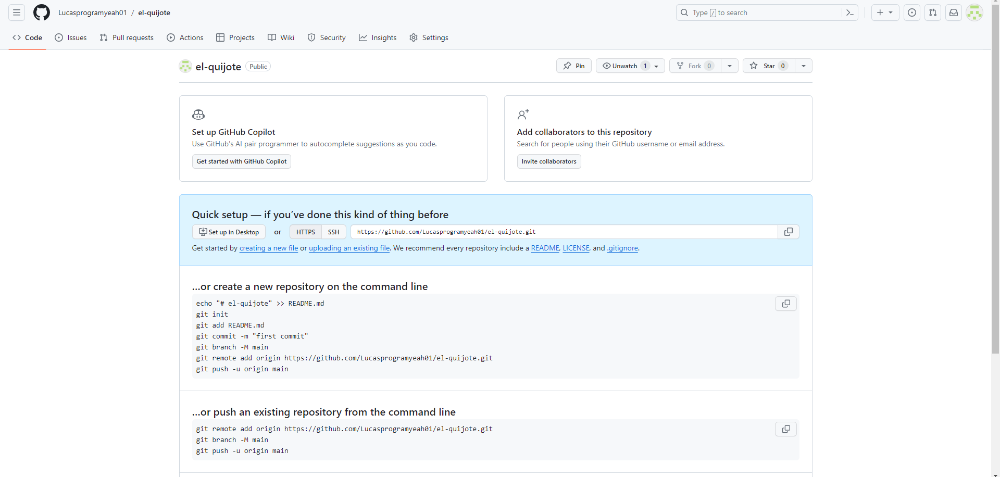 Lucasprogramyeah01 / el-quijote
Type / to search
Code Issues Pull requests Actions Projects Wiki Security Insights Settings
el-quijote Public
Pin Unwatch 1 Fork 0 Star 0
Set up GitHub Copilot
Use GitHub's AI pair programmer to autocomplete suggestions as you code.
Get started with GitHub Copilot
Add collaborators to this repository
Search for people using their GitHub username or email address.
Invite collaborators
Quick setup — if you’ve done this kind of thing before
Set up in Desktop or HTTPS SSH https://github.com/Lucasprogramyeah01/el-quijote.git
Get started by creating a new file or uploading an existing file. We recommend every repository include a README, LICENSE, and .gitignore.
…or create a new repository on the command line
echo "# el-quijote" >> README.md
git init
git add README.md
git commit -m "first commit"
git branch -M main
git remote add origin https://github.com/Lucasprogramyeah01/el-quijote.git
git push -u origin main
…or push an existing repository from the command line
git remote add origin https://github.com/Lucasprogramyeah01/el-quijote.git
git branch -M main
git push -u origin main